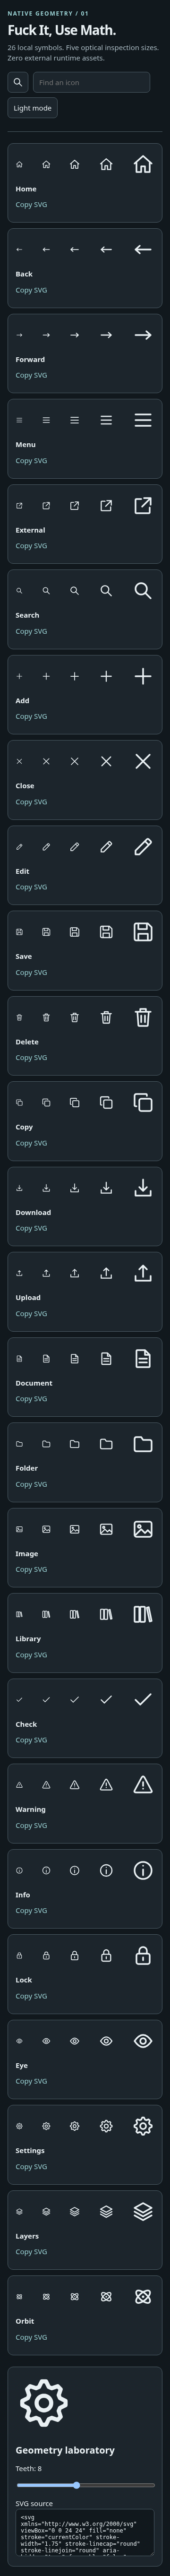 NATIVE GEOMETRY / 01
Fuck It, Use Math.
26 local symbols. Five optical inspection sizes.
Zero external runtime assets.
Find an icon
Light mode
Home
Copy SVG
Back
Copy SVG
Forward
Copy SVG
Menu
Copy SVG
External
Copy SVG
Search
Copy SVG
Add
Copy SVG
Close
Copy SVG
Edit
Copy SVG
Save
Copy SVG
Delete
Copy SVG
Copy
Copy SVG
Download
Copy SVG
Upload
Copy SVG
Document
Copy SVG
Folder
Copy SVG
Image
Copy SVG
Library
Copy SVG
Check
Copy SVG
Warning
Copy SVG
Info
Copy SVG
Lock
Copy SVG
Eye
Copy SVG
Settings
Copy SVG
Layers
Copy SVG
Orbit
Copy SVG
Geometry laboratory
Teeth: 8
SVG source
<svg
xmlns="http://www.w3.org/2000/svg"
viewBox="0 0 24 24" fill="none"
stroke="currentColor" stroke-
width="1.75" stroke-linecap="round"
stroke-linejoin="round" aria-